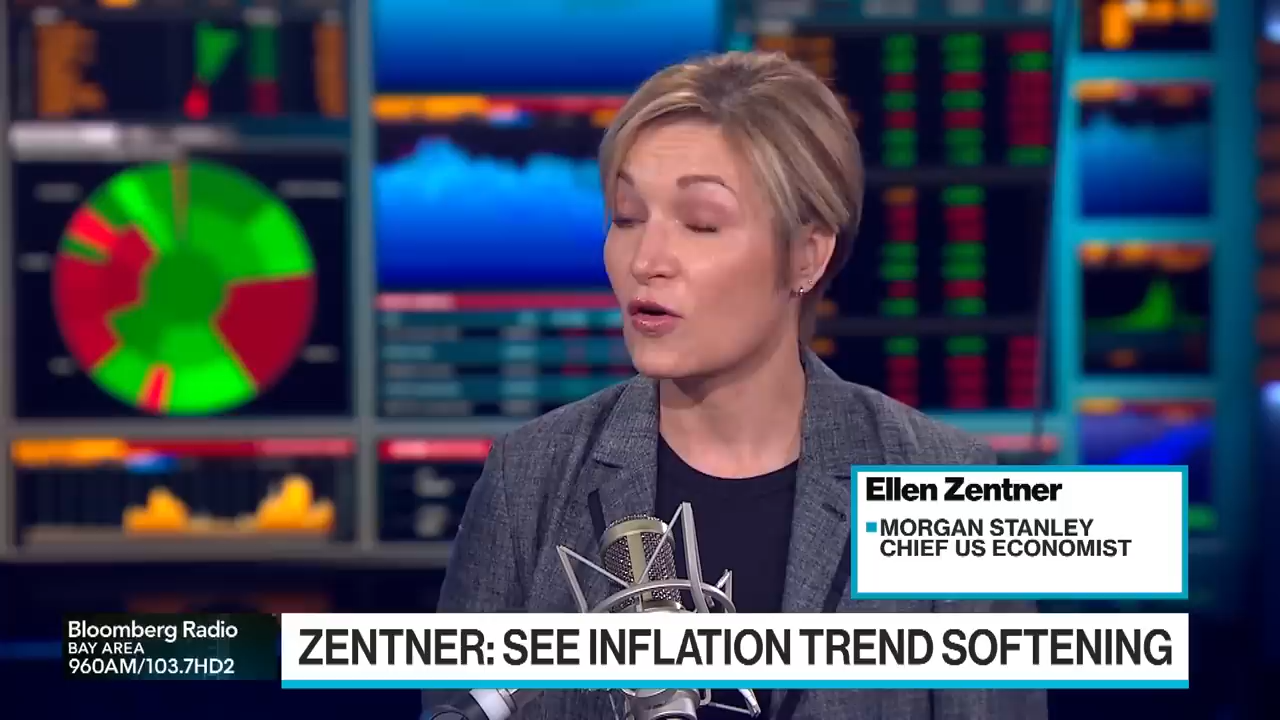 Ellen Zentner
MORGAN STANLEY
CHIEF US ECONOMIST
Bloomberg Radio
BAY AREA
960AM/103.7HD2
ZENTNER: SEE INFLATION TREND SOFTENING